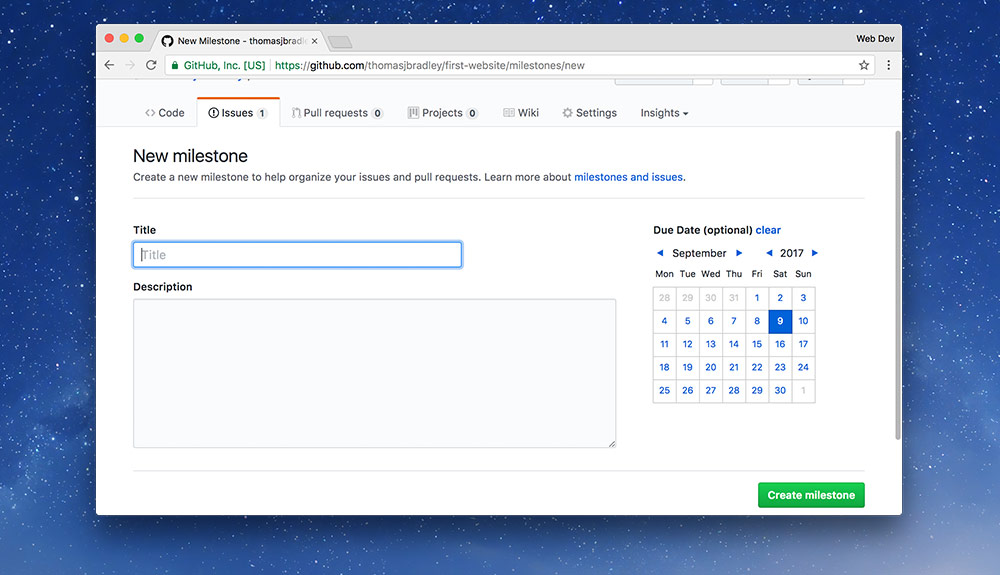 New Milestone - thomasjbradle
Web Dev
GitHub, Inc. [US] https://github.com/thomasjbradley/first-website/milestones/new
Code Issues 1 Pull requests 0 Projects 0 Wiki Settings Insights
New milestone
Create a new milestone to help organize your issues and pull requests. Learn more about milestones and issues.
Title
Title
Description
Due Date (optional) clear
September 2017
Mon Tue Wed Thu Fri Sat Sun
28 29 30 31 1 2 3
4 5 6 7 8 9 10
11 12 13 14 15 16 17
18 19 20 21 22 23 24
25 26 27 28 29 30 1
Create milestone